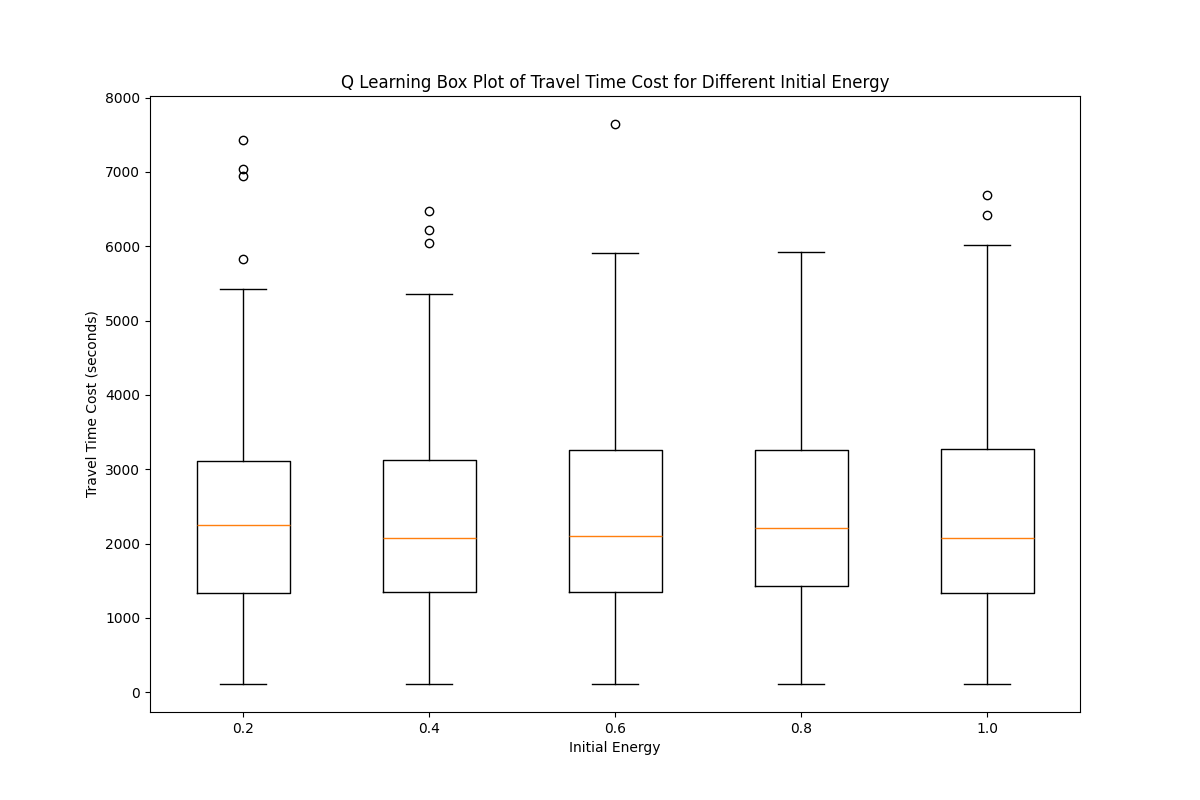 Q Learning Box Plot of Travel Time Cost for Different Initial Energy
Travel Time Cost (seconds)
8000
7000
6000
5000
4000
3000
2000
1000
0
0.2 0.4 0.6 0.8 1.0
Initial Energy